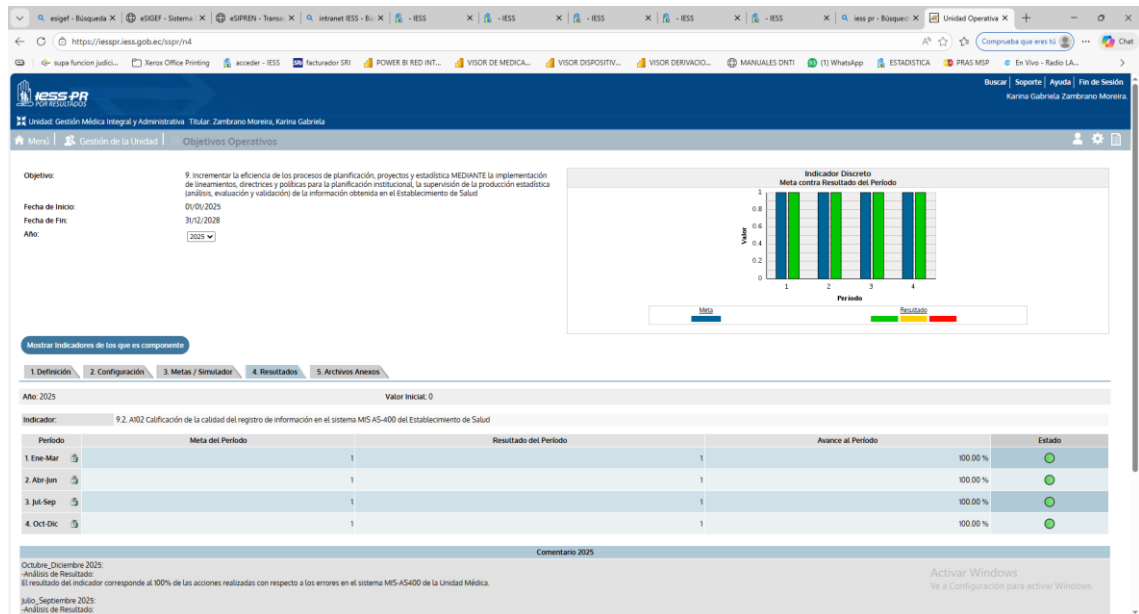 esigef - Búsqueda
eSIGEF - Sistema
eSIPREN - Transac
intranet IESS - Bú
- IESS
- IESS
- IESS
- IESS
- IESS
iess pr - Búsqued
Unidad Operativa
https://iesspr.iess.gob.ec/sspr/n4
Comprueba que eres tú
Chat
supa funcion judici...
Xerox Office Printing
acceder - IESS
facturador SRI
POWER BI RED INT...
VISOR DE MEDICA...
VISOR DISPOSITIV...
VISOR DERIVACIO...
MANUALES DNTI
(1) WhatsApp
ESTADISTICA
PRAS MSP
En Vivo - Radio LA...
IESS-PR
POR RESULTADOS
Buscar | Soporte | Ayuda | Fin de Sesión
Karina Gabriela Zambrano Moreira.
Unidad: Gestión Médica Integral y Administrativa Titular: Zambrano Moreira, Karina Gabriela
Menú | Gestión de la Unidad | Objetivos Operativos
Objetivo: 9. Incrementar la eficiencia de los procesos de planificación, proyectos y estadística MEDIANTE la implementación
de lineamientos, directrices y políticas para la planificación institucional, la supervisión de la producción estadística
(análisis, evaluación y validación) de la información obtenida en el Establecimiento de Salud
Fecha de Inicio: 01/01/2025
Fecha de Fin: 31/12/2028
Año: 2025
Indicador Discreto
Meta contra Resultado del Período
Valor
1
0.8
0.6
0.4
0.2
0
1 2 3 4
Período
Meta Resultado
Mostrar Indicadores de los que es componente
1. Definición 2. Configuración 3. Metas / Simulador 4. Resultados 5. Archivos Anexos
Año: 2025 Valor Inicial: 0
Indicador: 9.2. A102 Calificación de la calidad del registro de información en el sistema MIS AS-400 del Establecimiento de Salud
Período Meta del Período Resultado del Período Avance al Período Estado
1. Ene-Mar 1 1 100.00 %
2. Abr-Jun 1 1 100.00 %
3. Jul-Sep 1 1 100.00 %
4. Oct-Dic 1 1 100.00 %
Comentario 2025
Octubre_Diciembre 2025:
-Análisis de Resultado:
El resultado del indicador corresponde al 100% de las acciones realizadas con respecto a los errores en el sistema MIS-AS400 de la Unidad Médica.
Julio_Septiembre 2025:
-Análisis de Resultado:
Activar Windows
Ve a Configuración para activar Windows.